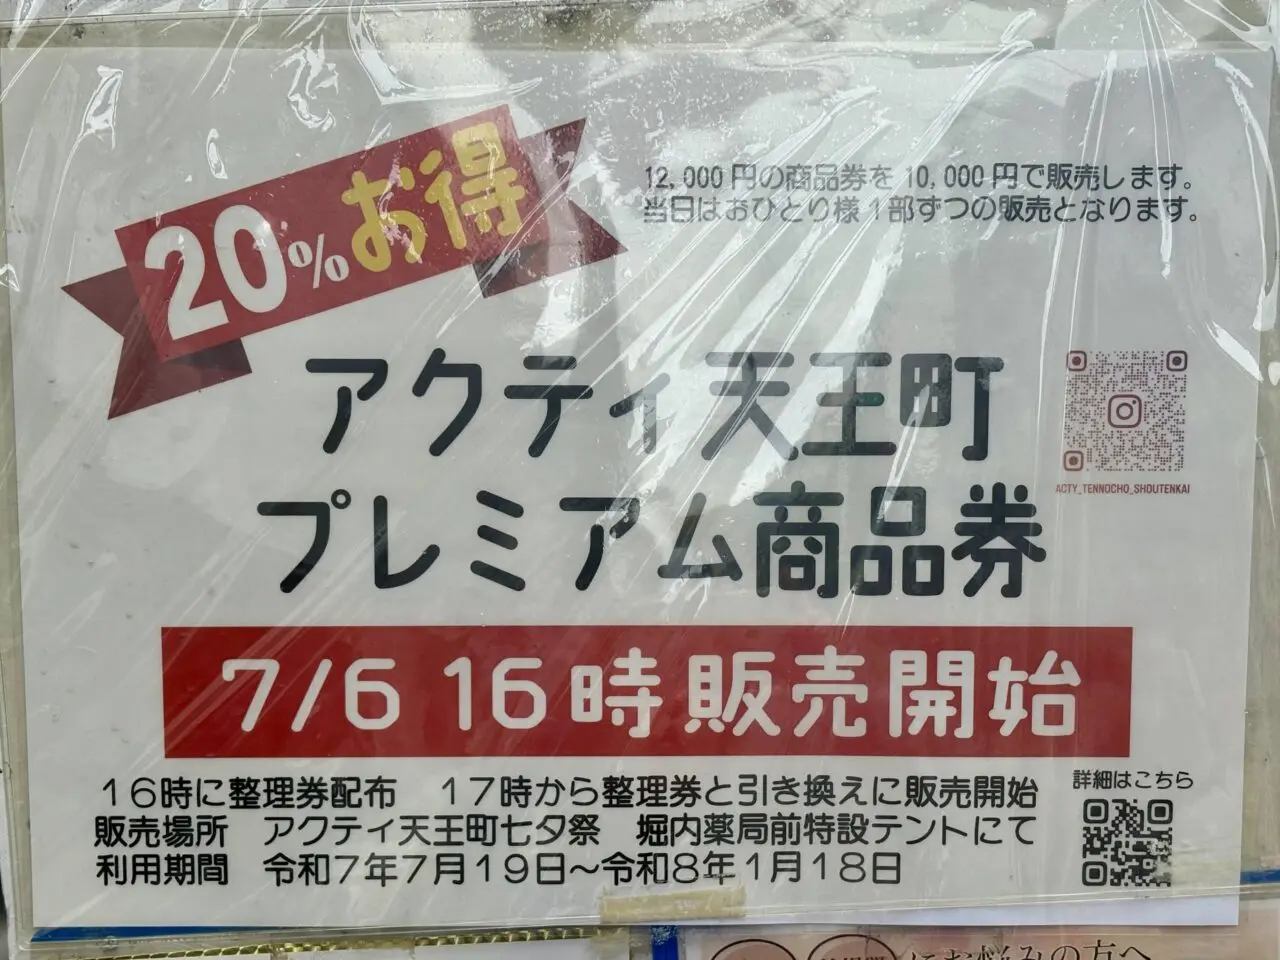 20%お得
12,000円の商品券を10,000円で販売します。
当日はおひとり様1部ずつの販売となります。
アクティ天王町
プレミアム商品券
ACTY_TENNOCHO_SHOUTENKAI
7/6 16時販売開始
16時に整理券配布　17時から整理券と引き換えに販売開始
販売場所　アクティ天王町七夕祭　堀内薬局前特設テントにて
利用期間　令和7年7月19日～令和8年1月18日
詳細はこちら
にお悩みの方へ